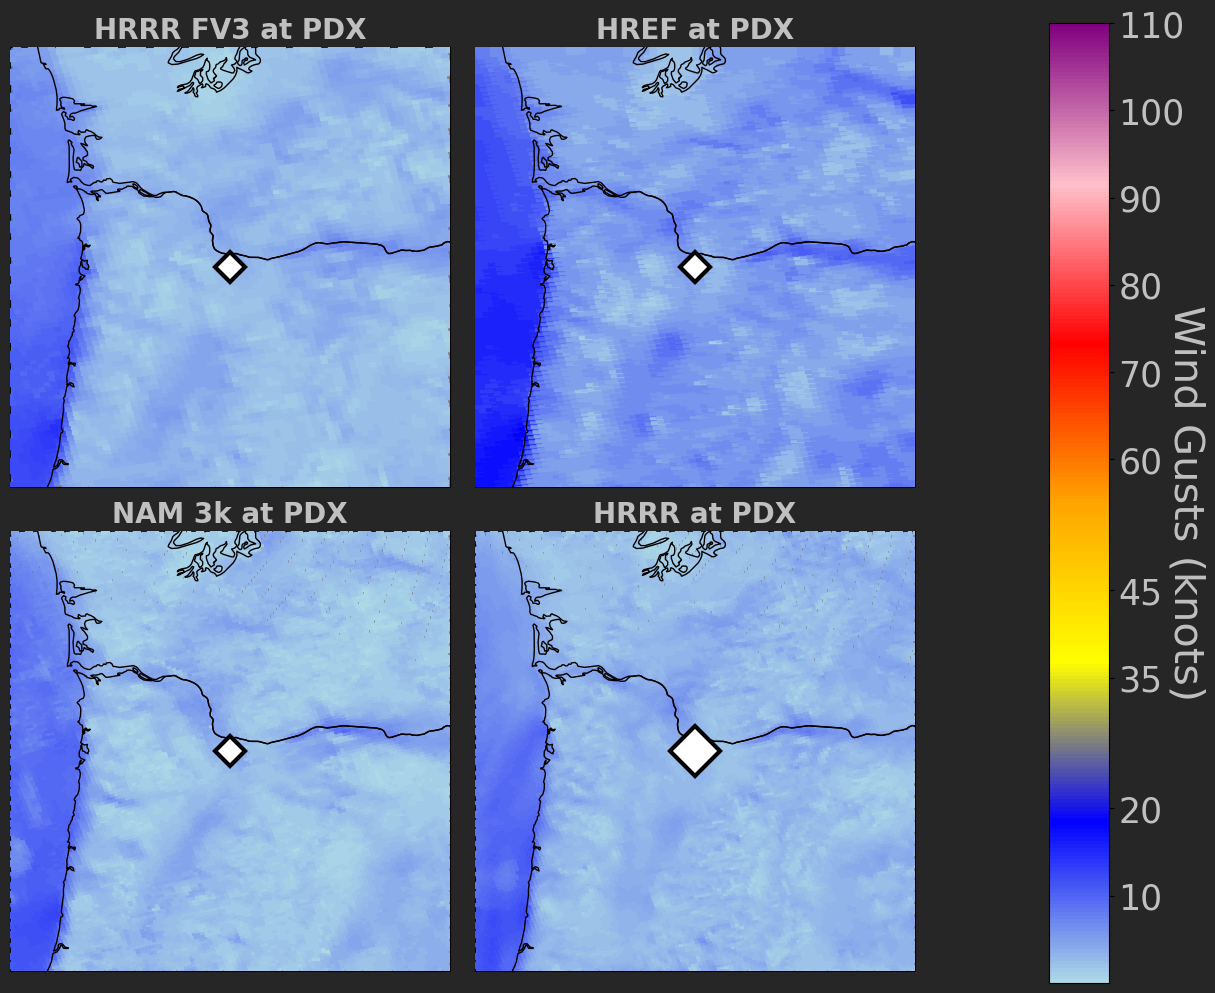 HRRR FV3 at PDX
HREF at PDX
NAM 3k at PDX
HRRR at PDX
110
100
90
80
70
60
45
35
20
10
Wind Gusts (knots)